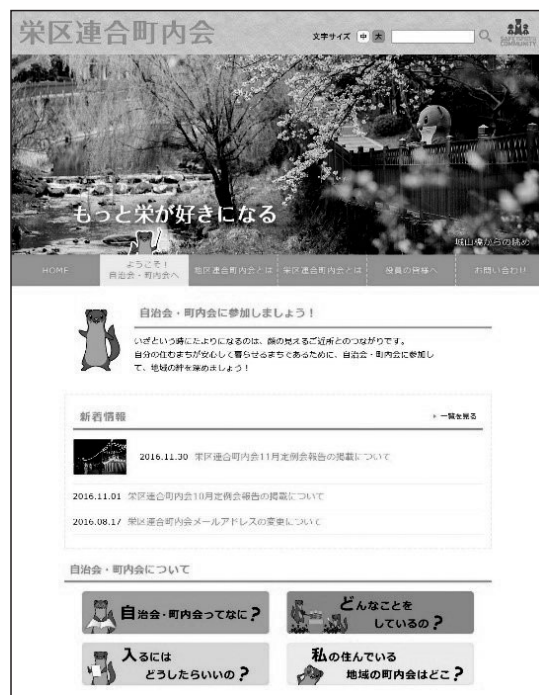 栄区連合町内会
文字サイズ 中 大
SAFE
COMMUNITY
もっと栄が好きになる
城山橋からの眺め
HOME
ようこそ！
自治会・町内会へ
地区連合町内会とは
栄区連合町内会とは
役員の皆様へ
お問い合わせ
自治会・町内会に参加しましょう！
いざという時にたよりになるのは、顔の見えるご近所とのつながりです。
自分の住むまちが安心して暮らせるまちであるために、自治会・町内会に参加し
て、地域の絆を深めましょう！
新着情報
一覧を見る
2016.11.30 栄区連合町内会11月定例会報告の掲載について
2016.11.01 栄区連合町内会10月定例会報告の掲載について
2016.08.17 栄区連合町内会メールアドレスの変更について
自治会・町内会について
自治会・町内会ってなに？
どんなことを
しているの？
入るには
どうしたらいいの？
私の住んでいる
地域の町内会はどこ？